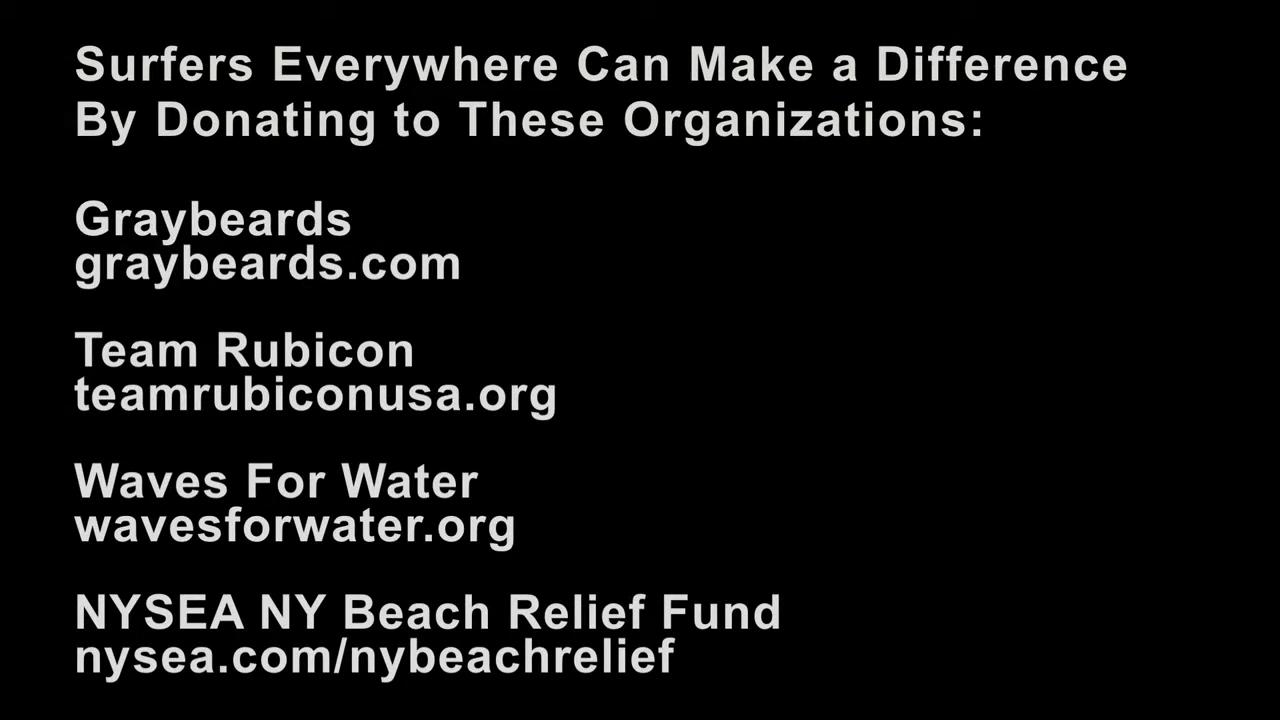 Surfers Everywhere Can Make a Difference
By Donating to These Organizations:
Graybeards
graybeards.com
Team Rubicon
teamrubiconusa.org
Waves For Water
wavesforwater.org
NYSEA NY Beach Relief Fund
nysea.com/nybeachrelief